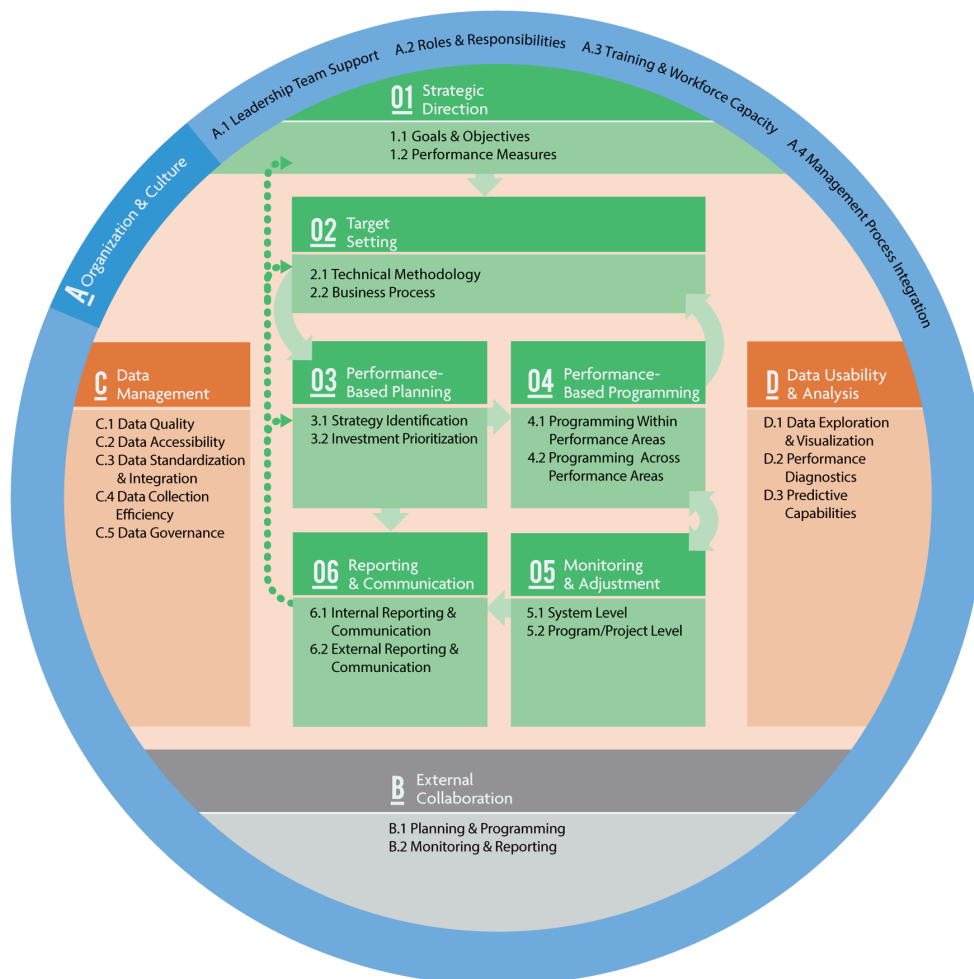 A.1 Leadership Team Support
A.2 Roles & Responsibilities
A.3 Training & Workforce Capacity
A.4 Management Process Integration
A Organization & Culture
01 Strategic
Direction
1.1 Goals & Objectives
1.2 Performance Measures
02 Target
Setting
2.1 Technical Methodology
2.2 Business Process
C Data
Management
C.1 Data Quality
C.2 Data Accessibility
C.3 Data Standardization
& Integration
C.4 Data Collection
Efficiency
C.5 Data Governance
03 Performance-
Based Planning
3.1 Strategy Identification
3.2 Investment Prioritization
04 Performance-
Based Programming
4.1 Programming Within
Performance Areas
4.2 Programming Across
Performance Areas
D Data Usability
& Analysis
D.1 Data Exploration
& Visualization
D.2 Performance
Diagnostics
D.3 Predictive
Capabilities
06 Reporting
& Communication
6.1 Internal Reporting &
Communication
6.2 External Reporting &
Communication
05 Monitoring
& Adjustment
5.1 System Level
5.2 Program/Project Level
B External
Collaboration
B.1 Planning & Programming
B.2 Monitoring & Reporting